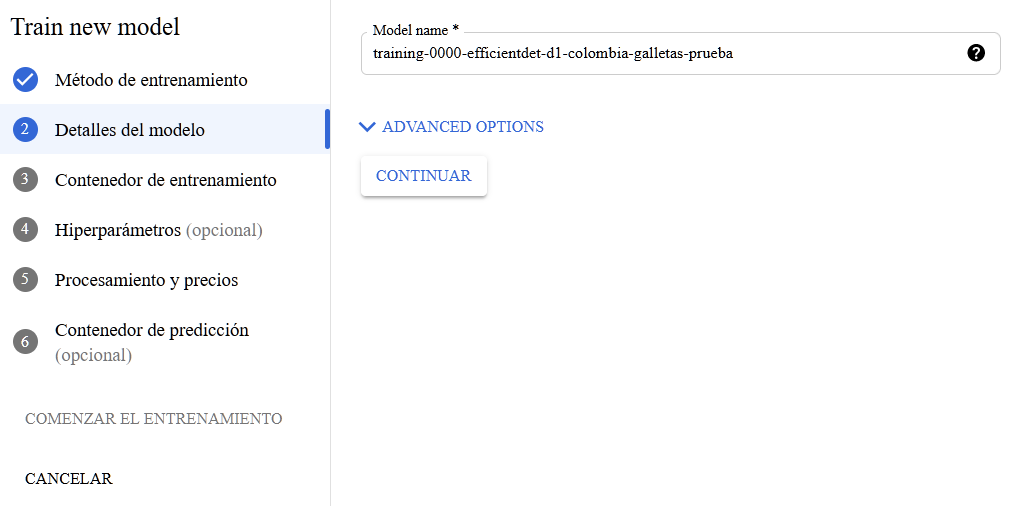 Train new model
Método de entrenamiento
2 Detalles del modelo
3 Contenedor de entrenamiento
4 Hiperparámetros (opcional)
5 Procesamiento y precios
6 Contenedor de predicción
(opcional)
COMENZAR EL ENTRENAMIENTO
CANCELAR
Model name *
training-0000-efficientdet-d1-colombia-galletas-prueba
?
ADVANCED OPTIONS
CONTINUAR